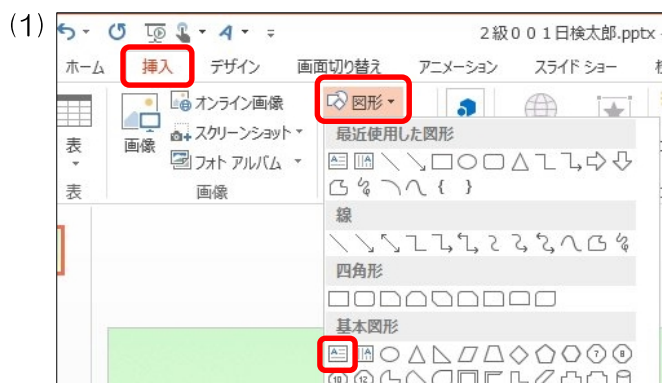 (1)
２級００１日検太郎.pptx -
ホーム 挿入 デザイン 画面切り替え アニメーション スライド ショー
オンライン画像 図形
スクリーンショット
フォト アルバム
表 画像
表 画像
最近使用した図形
線
四角形
基本図形